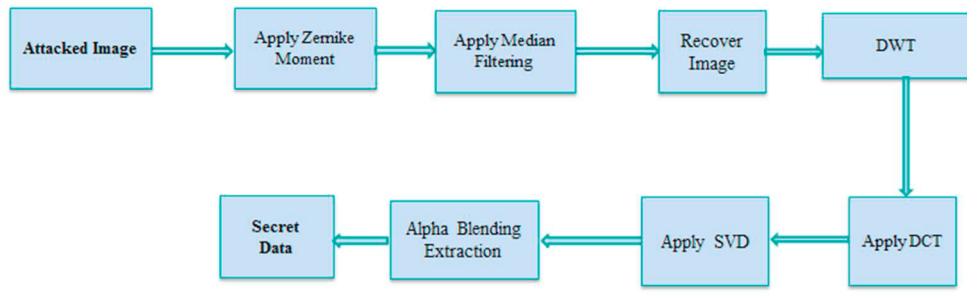 Attacked Image
Apply Zernike
Moment
Apply Median
Filtering
Recover
Image
DWT
Secret
Data
Alpha Blending
Extraction
Apply SVD
Apply DCT